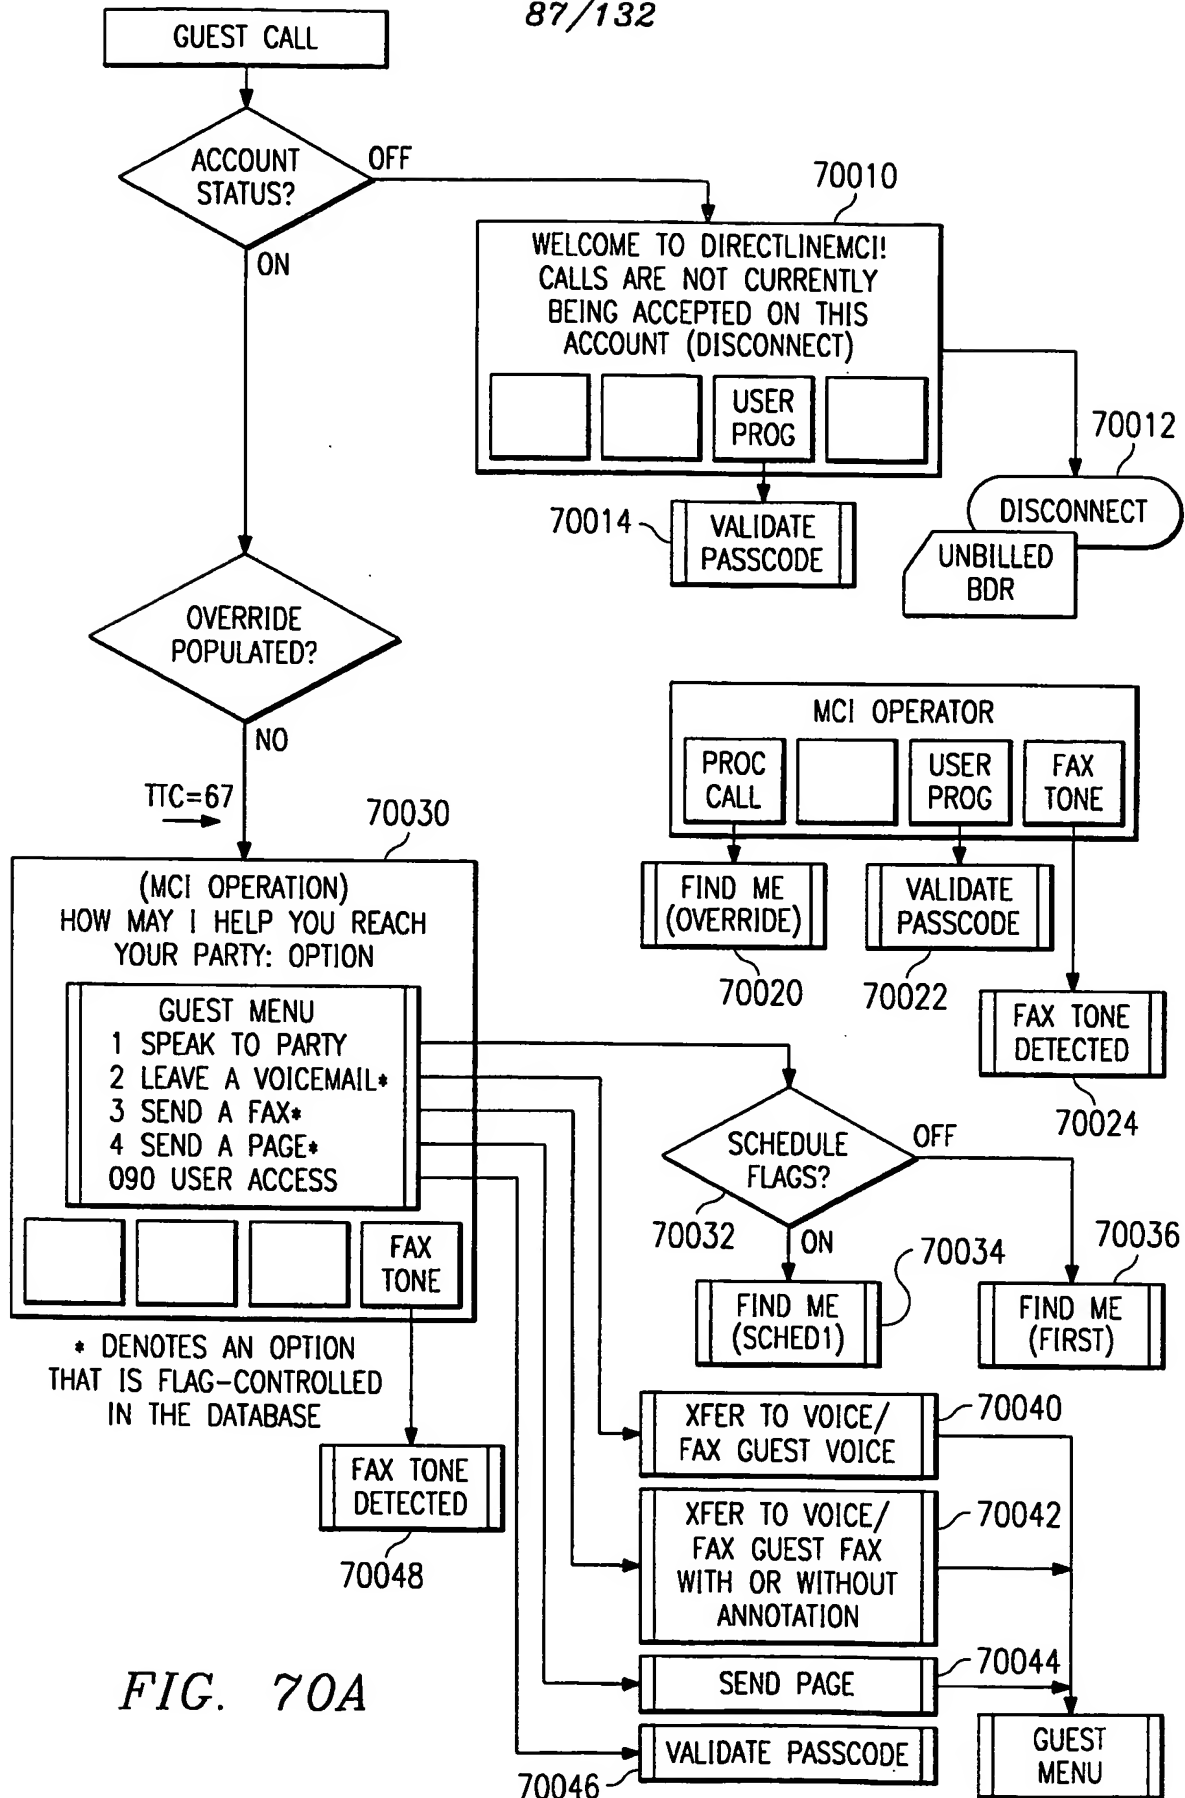 87/132
GUEST CALL
ACCOUNT
STATUS?
OFF
ON
70010
WELCOME TO DIRECTLINEMCI!
CALLS ARE NOT CURRENTLY
BEING ACCEPTED ON THIS
ACCOUNT (DISCONNECT)
USER
PROG
70012
DISCONNECT
UNBILLED
BDR
70014
VALIDATE
PASSCODE
OVERRIDE
POPULATED?
NO
TTC=67
70030
MCI OPERATOR
PROC
CALL
USER
PROG
FAX
TONE
FIND ME
(OVERRIDE)
70020
VALIDATE
PASSCODE
70022
FAX TONE
DETECTED
70024
(MCI OPERATION)
HOW MAY I HELP YOU REACH
YOUR PARTY: OPTION
GUEST MENU
1 SPEAK TO PARTY
2 LEAVE A VOICEMAIL*
3 SEND A FAX*
4 SEND A PAGE*
090 USER ACCESS
FAX
TONE
* DENOTES AN OPTION
THAT IS FLAG-CONTROLLED
IN THE DATABASE
FAX TONE
DETECTED
70048
SCHEDULE
FLAGS?
OFF
70032
ON
70034
70036
FIND ME
(SCHED1)
FIND ME
(FIRST)
XFER TO VOICE/
FAX GUEST VOICE
70040
XFER TO VOICE/
FAX GUEST FAX
WITH OR WITHOUT
ANNOTATION
70042
SEND PAGE
70044
VALIDATE PASSCODE
70046
GUEST
MENU
FIG. 70A